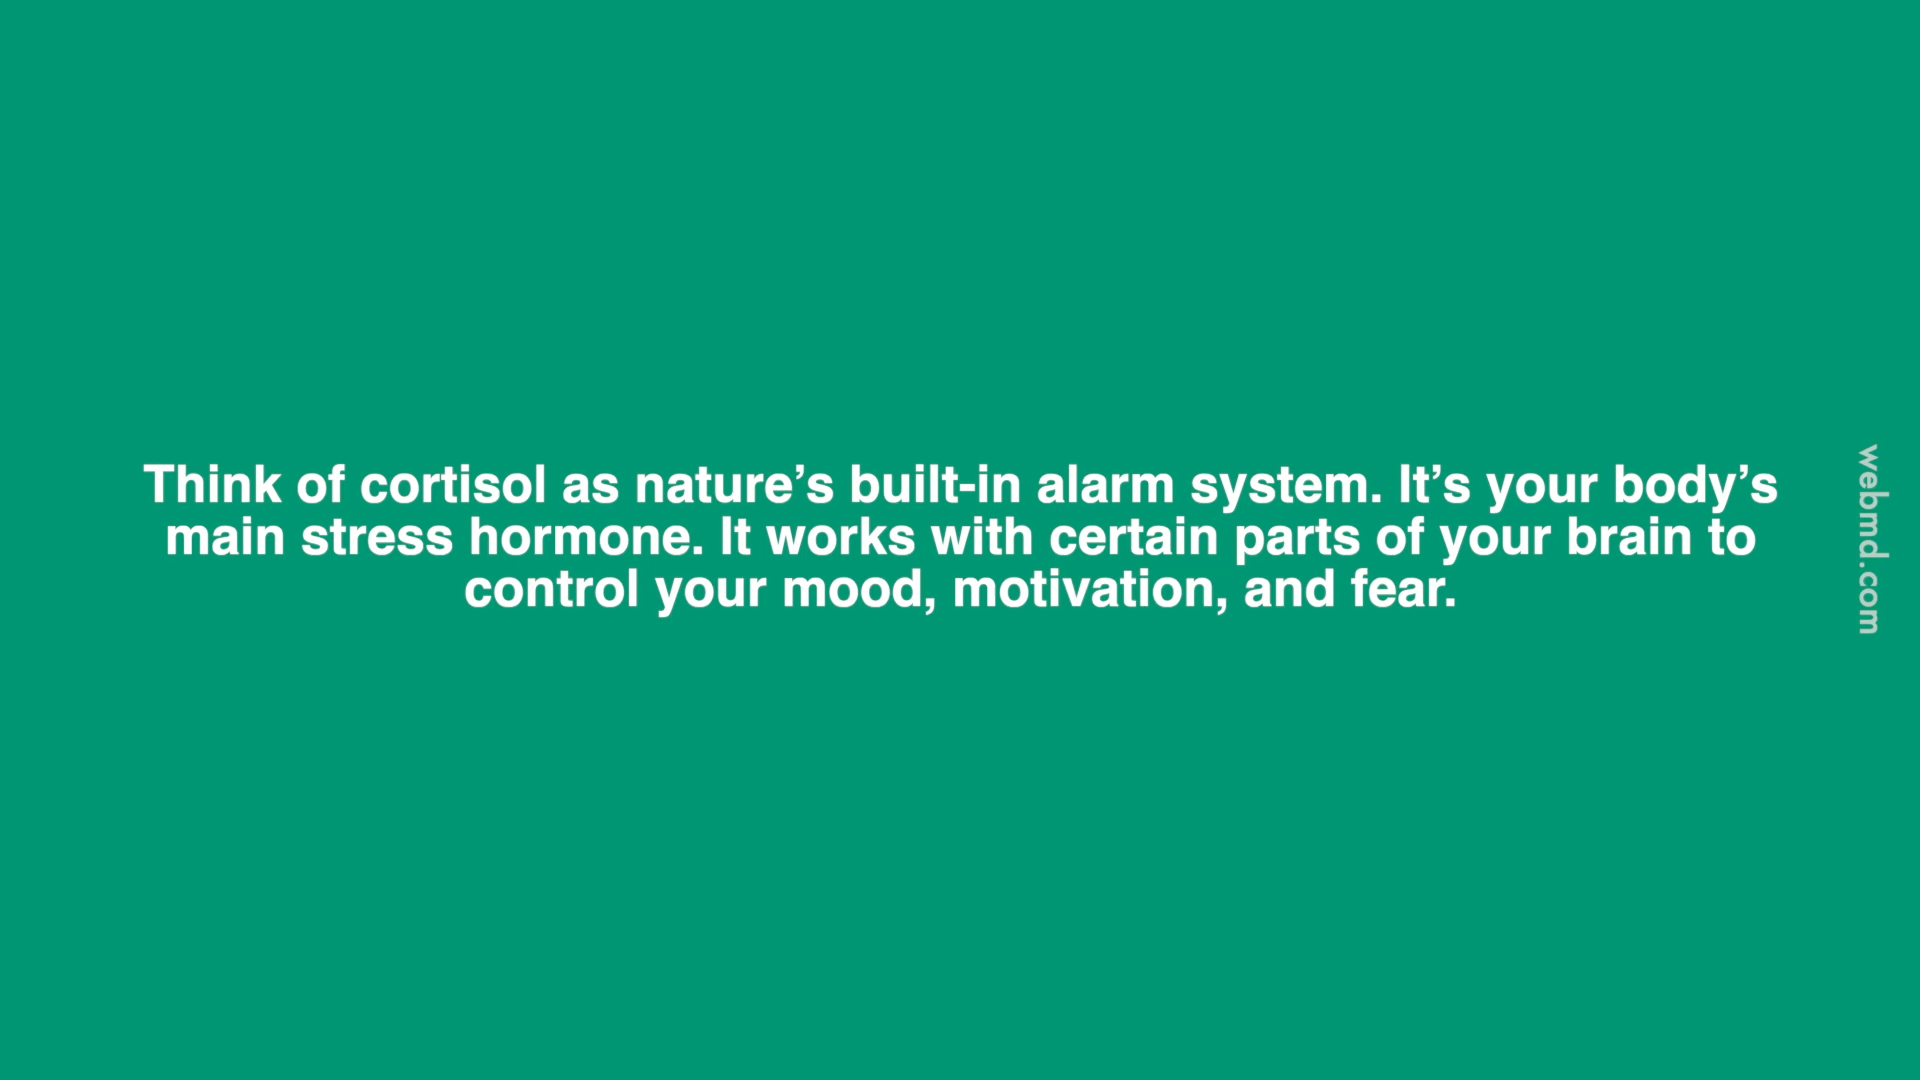 Think of cortisol as nature’s built-in alarm system. It’s your body’s
main stress hormone. It works with certain parts of your brain to
control your mood, motivation, and fear.
webmd.com